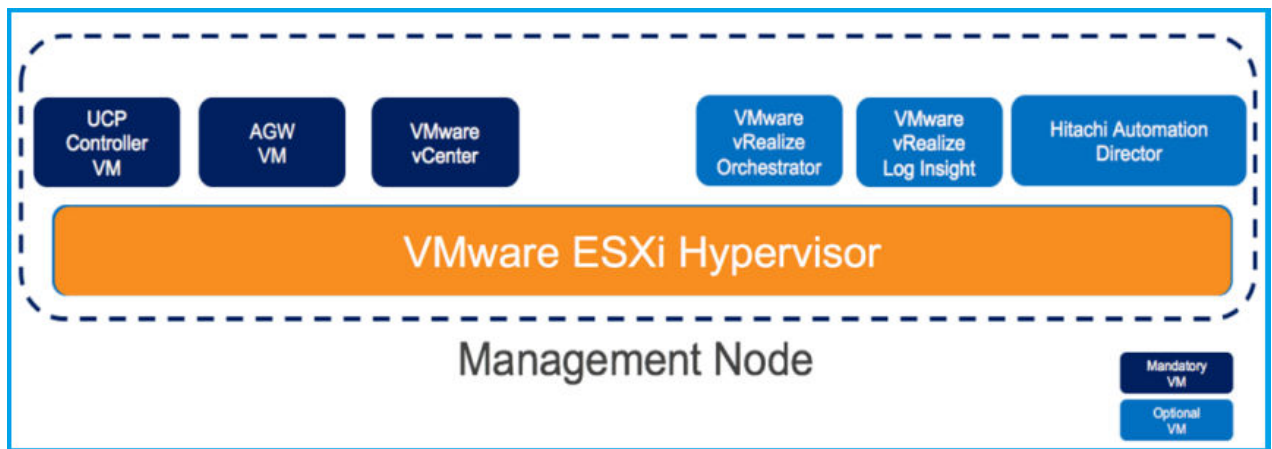 UCP
Controller
VM
AGW
VM
VMware
vCenter
VMware
vRealize
Orchestrator
VMware
vRealize
Log Insight
Hitachi Automation
Director
VMware ESXi Hypervisor
Management Node
Mandatory
VM
Optional
VM